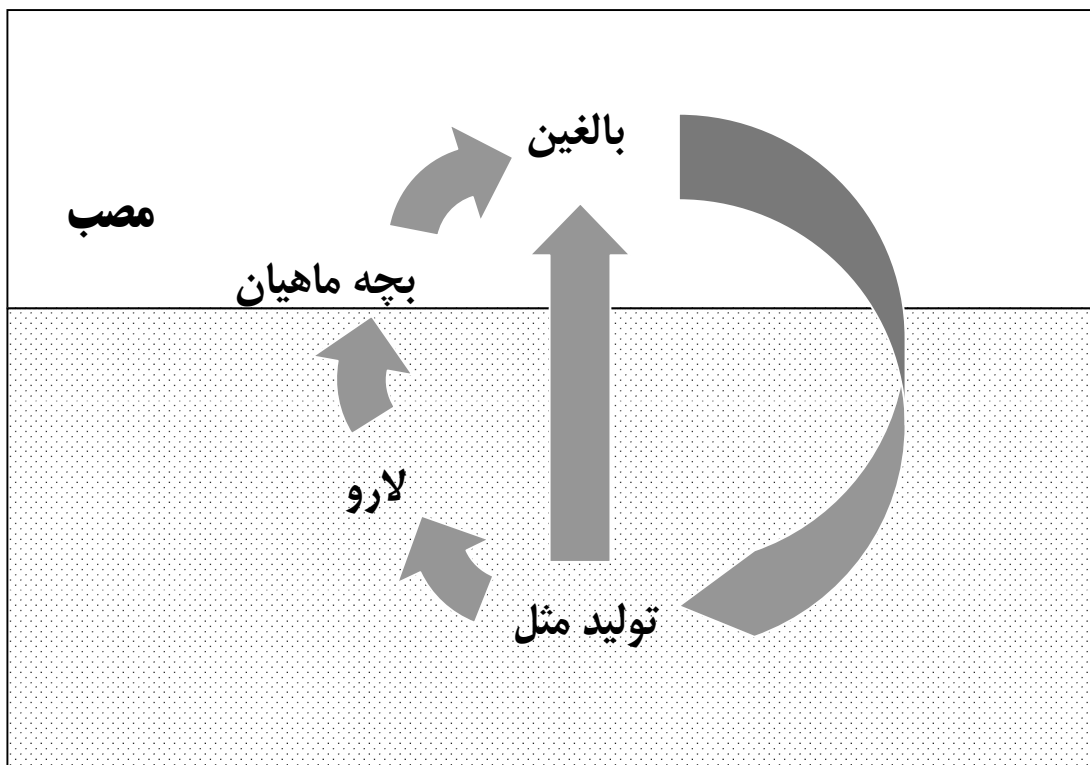 بالغین
مصب
بچه ماهیان
لارو
تولید مثل